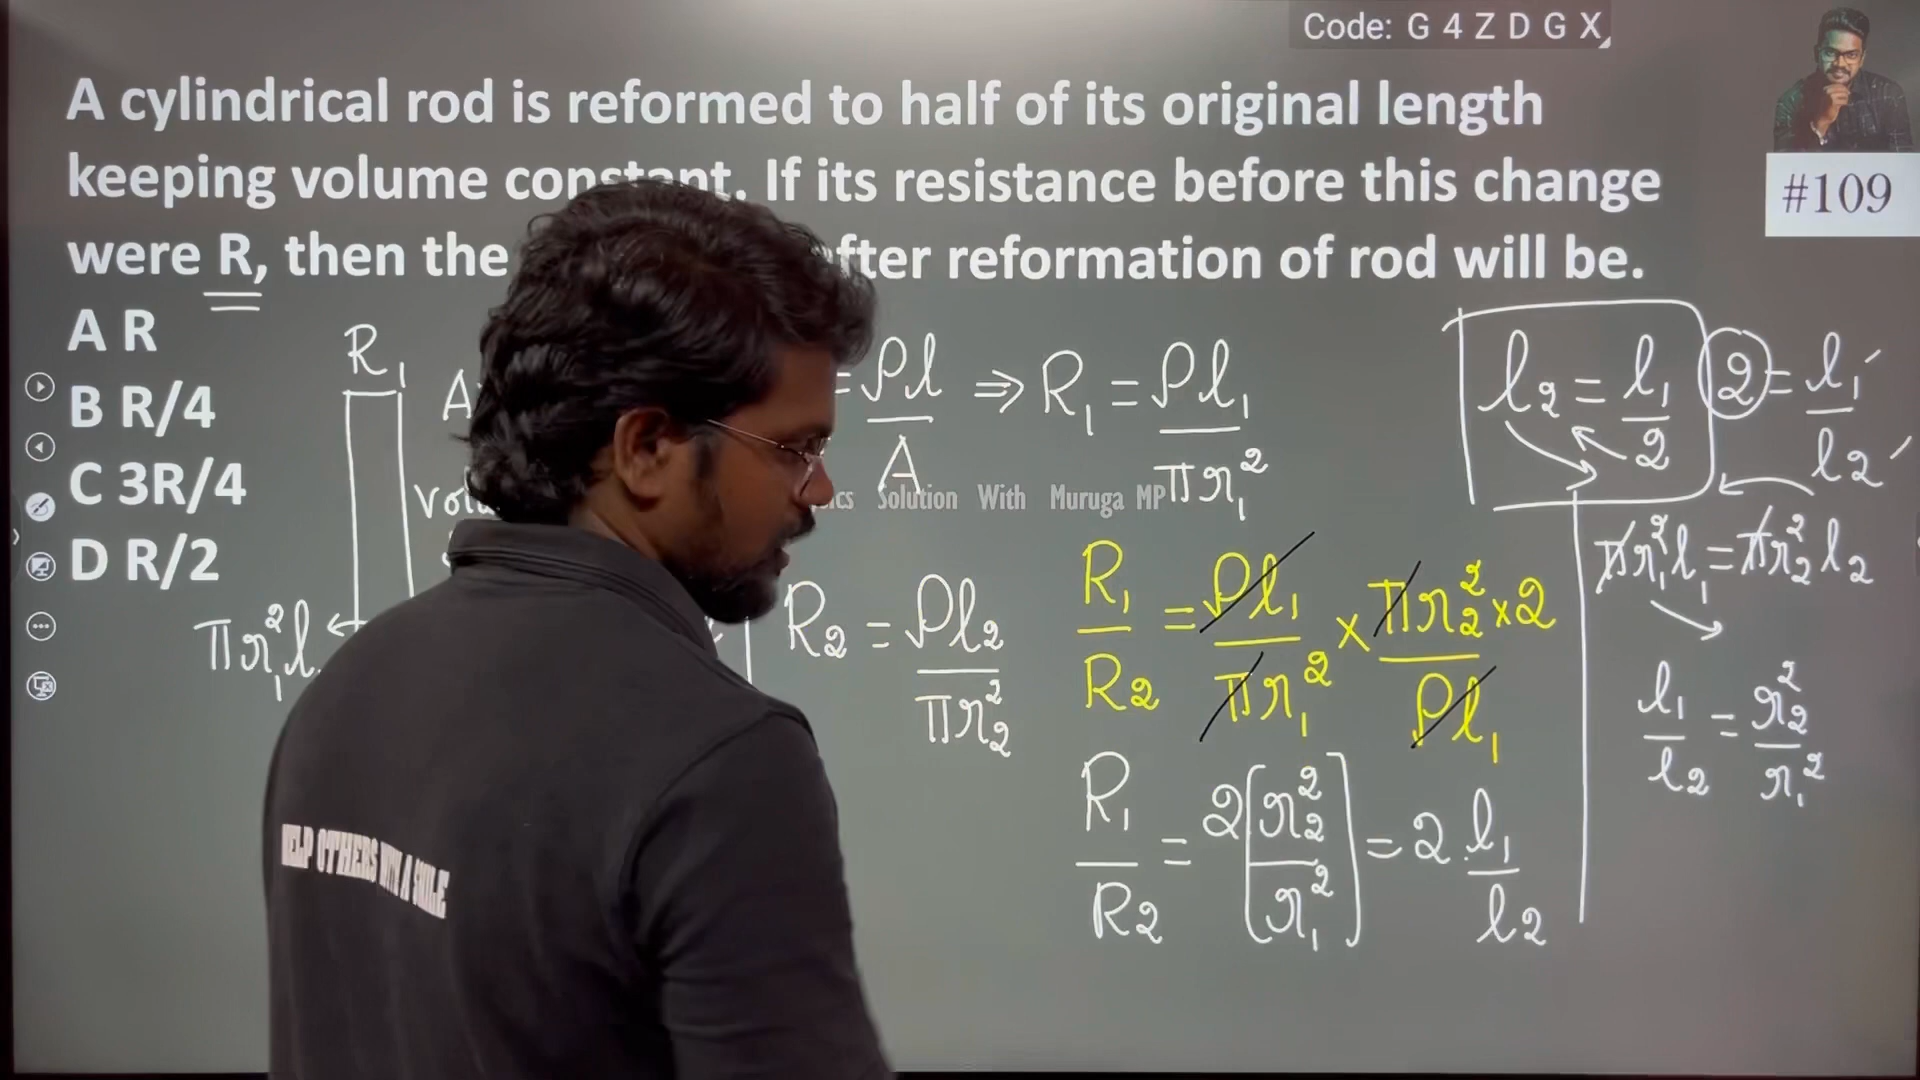 Code: G 4 Z D G X
A cylindrical rod is reformed to half of its original length
keeping volume constant. If its resistance before this change
#109
were R, then the after reformation of rod will be.
A R
B R/4
C 3R/4
D R/2
R₁
= ρl/A ⇒ R₁ = ρl₁/πr₁²
l₂ = l₁/2
2 = l₁/l₂
Solution With Muruga MP
πr₁²l₁ = πr₂²l₂
πr₁²l
R₂ = ρl₂/πr₂²
R₁/R₂ = ρl₁/πr₁² × πr₂² × 2/ρl₁
l₁/l₂ = r₂²/r₁²
R₁/R₂ = 2[r₂²/r₁²] = 2 l₁/l₂
HELP OTHERS WITH A SMILE